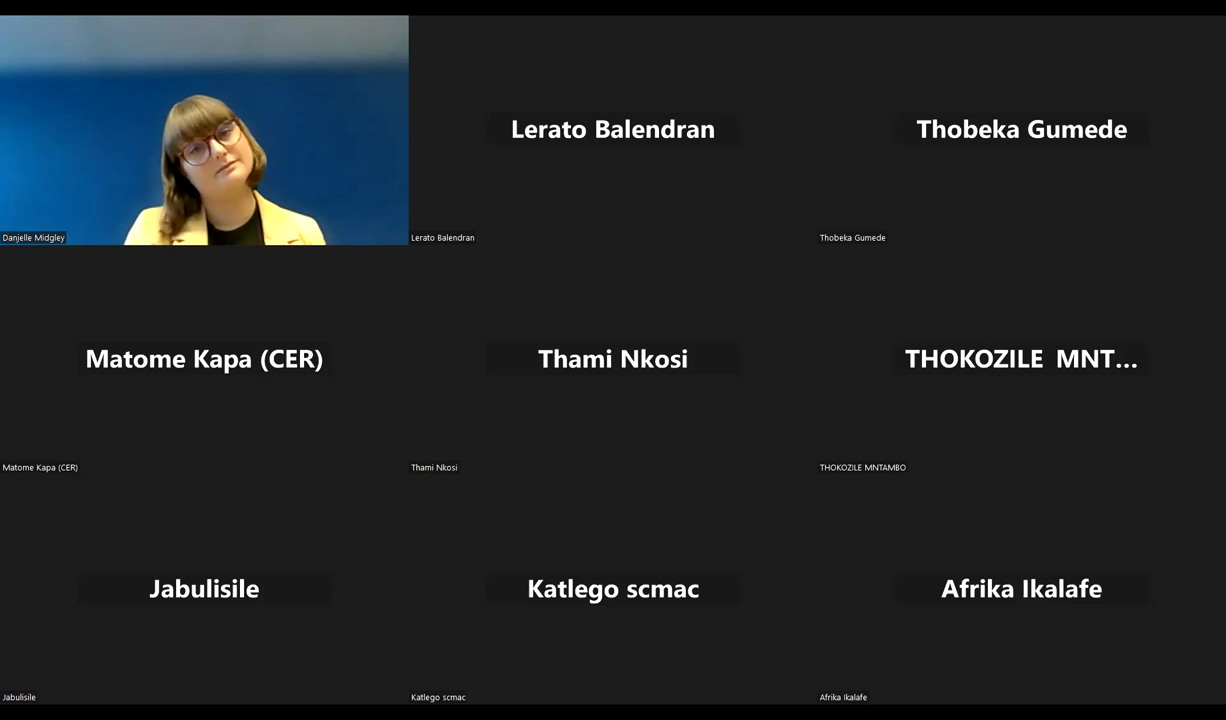 Lerato Balendran
Thobeka Gumede
Danjelle Midgley
Lerato Balendran
Thobeka Gumede
Matome Kapa (CER)
Thami Nkosi
THOKOZILE MNT...
Matome Kapa (CER)
Thami Nkosi
THOKOZILE MNTAMBO
Jabulisile
Katlego scmac
Afrika Ikalafe
Jabulisile
Katlego scmac
Afrika Ikalafe